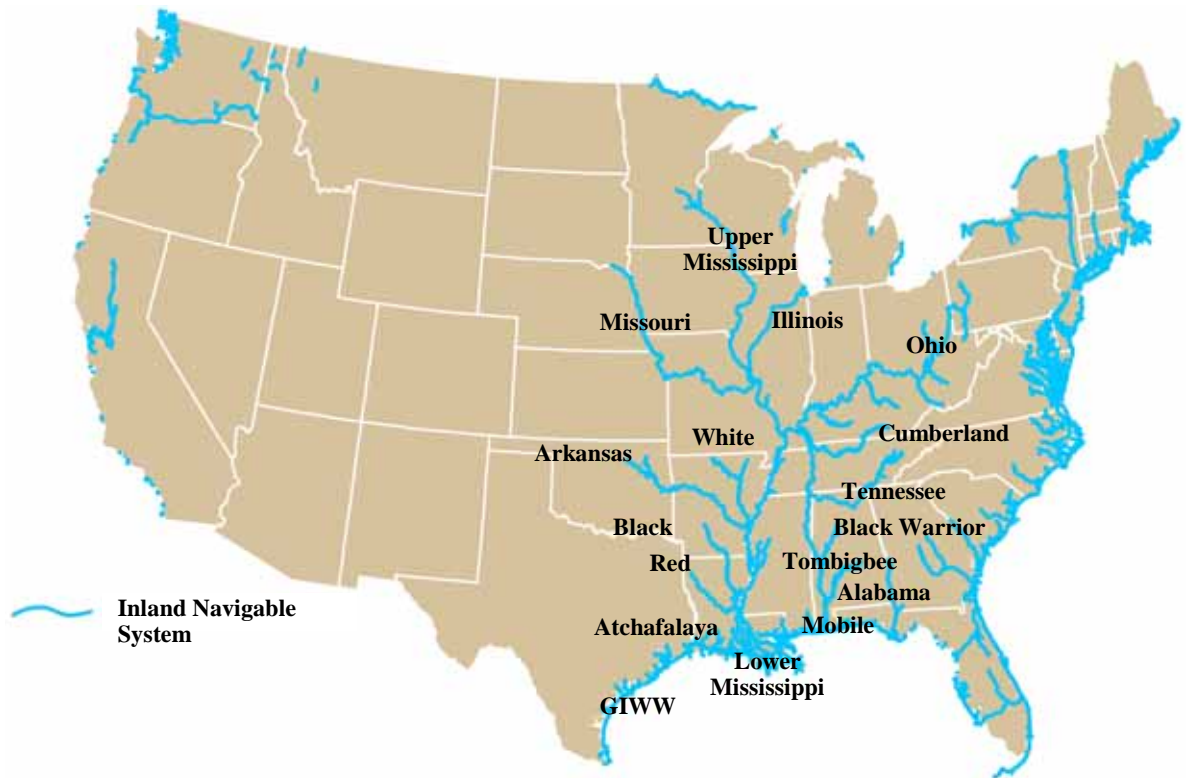 Upper
Mississippi
Missouri
Illinois
Ohio
White
Cumberland
Arkansas
Tennessee
Black
Black Warrior
Red
Tombigbee
Alabama
Inland Navigable
System
Atchafalaya
Mobile
Lower
Mississippi
GIWW